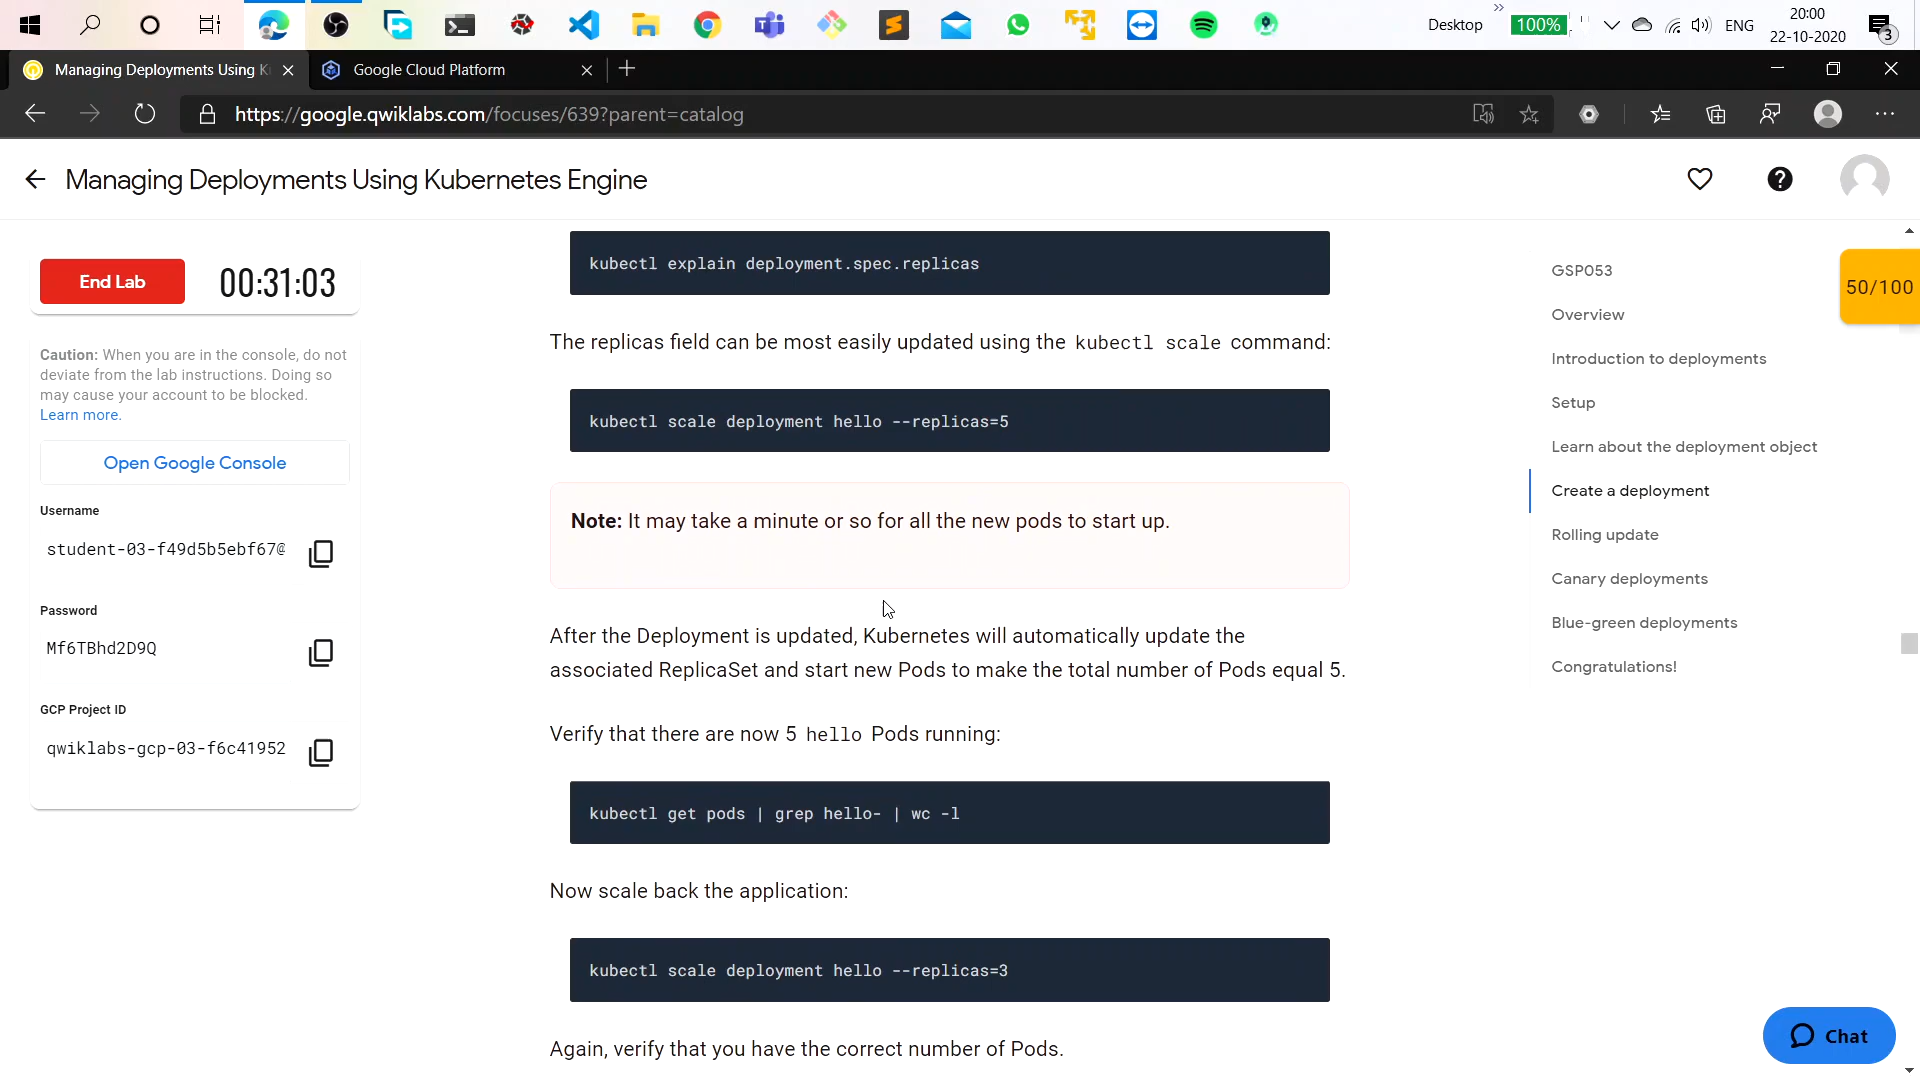 Desktop
100%
ENG
20:00
22-10-2020
3
Managing Deployments Using K
Google Cloud Platform
https://google.qwiklabs.com/focuses/639?parent=catalog
Managing Deployments Using Kubernetes Engine
End Lab
00:31:03
Caution: When you are in the console, do not
deviate from the lab instructions. Doing so
may cause your account to be blocked.
Learn more.
Open Google Console
Username
student-03-f49d5b5ebf67@
Password
Mf6TBhd2D9Q
GCP Project ID
qwiklabs-gcp-03-f6c41952
kubectl explain deployment.spec.replicas
The replicas field can be most easily updated using the kubectl scale command:
kubectl scale deployment hello --replicas=5
Note: It may take a minute or so for all the new pods to start up.
After the Deployment is updated, Kubernetes will automatically update the
associated ReplicaSet and start new Pods to make the total number of Pods equal 5.
Verify that there are now 5 hello Pods running:
kubectl get pods | grep hello- | wc -l
Now scale back the application:
kubectl scale deployment hello --replicas=3
Again, verify that you have the correct number of Pods.
GSP053
Overview
Introduction to deployments
Setup
Learn about the deployment object
Create a deployment
Rolling update
Canary deployments
Blue-green deployments
Congratulations!
50/100
Chat